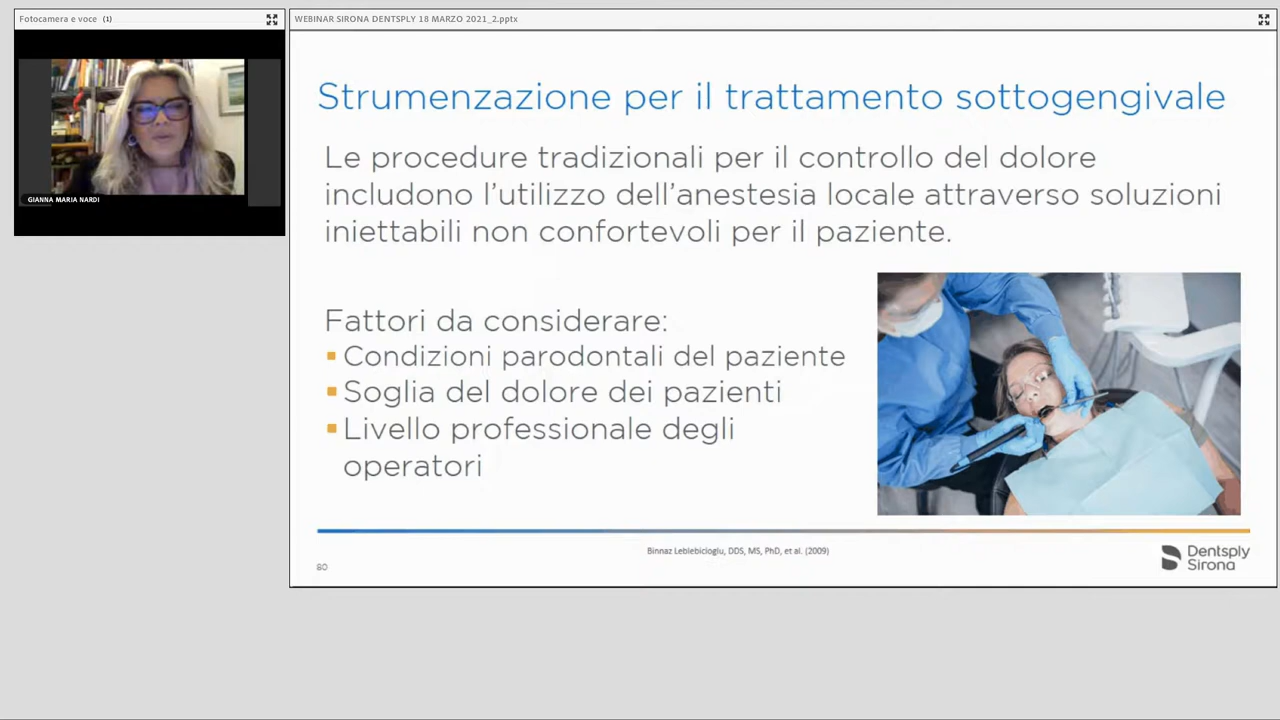 Fotocamera e voce (1)
GIANNA MARIA NARDI
WEBINAR SIRONA DENTSPLY 18 MARZO 2021_2.pptx
Strumenzazione per il trattamento sottogengivale
Le procedure tradizionali per il controllo del dolore
includono l’utilizzo dell’anestesia locale attraverso soluzioni
iniettabili non confortevoli per il paziente.
Fattori da considerare:
Condizioni parodontali del paziente
Soglia del dolore dei pazienti
Livello professionale degli
operatori
Binnaz Leblebicioglu, DDS, MS, PhD, et al. (2009)
80
Dentsply
Sirona